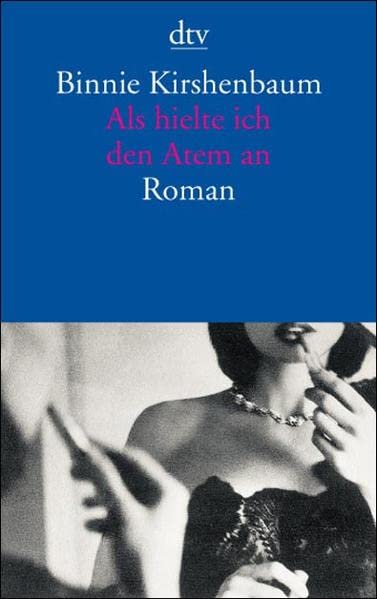 dtv
Binnie Kirshenbaum
Als hielte ich
den Atem an
Roman